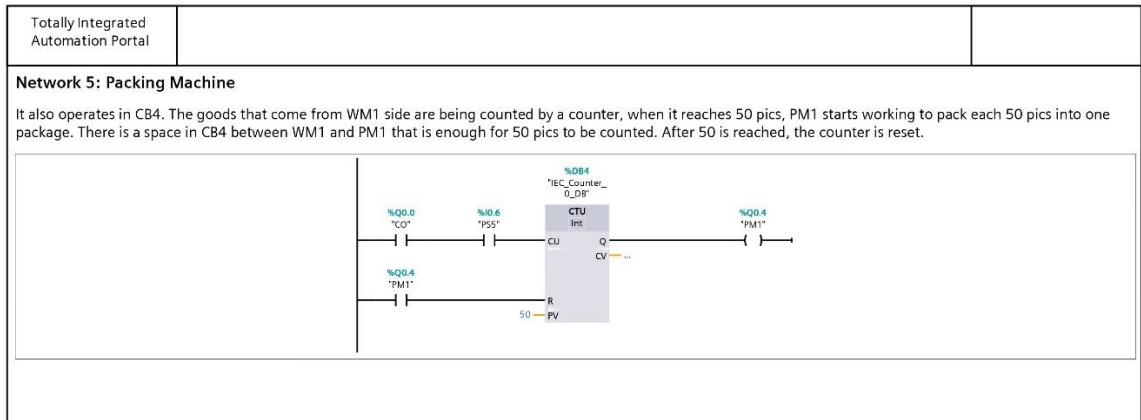 Totally Integrated
Automation Portal
Network 5: Packing Machine
It also operates in CB4. The goods that come from WM1 side are being counted by a counter, when it reaches 50 pics, PM1 starts working to pack each 50 pics into one
package. There is a space in CB4 between WM1 and PM1 that is enough for 50 pics to be counted. After 50 is reached, the counter is reset.
%DB4
"IEC_Counter_
0_DB"
%Q0.0 %I0.6 CTU %Q0.4
"CO" "PS5" Int "PM1"
CU Q
CV ...
%Q0.4
"PM1"
R
50 PV